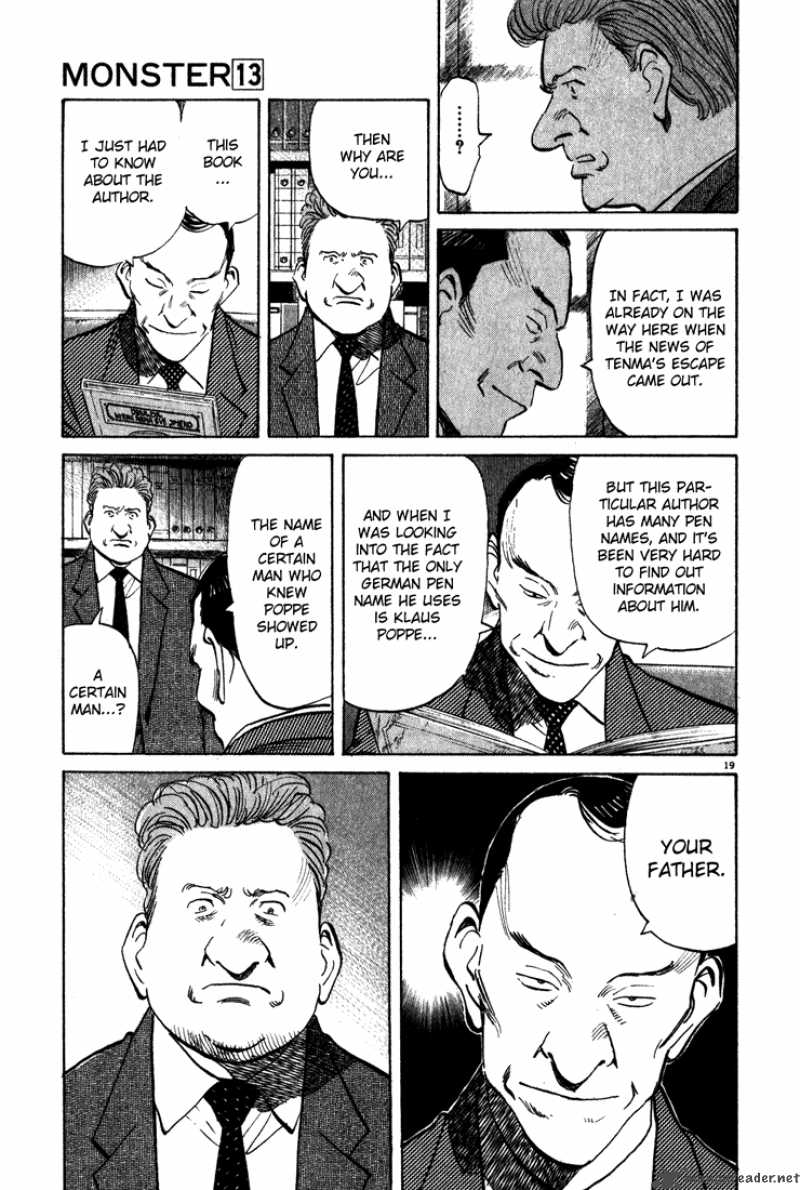 MONSTER 13
……?
IN FACT, I WAS
ALREADY ON THE
WAY HERE WHEN
THE NEWS OF
TENMA'S ESCAPE
CAME OUT.
THEN
WHY ARE
YOU...
THIS
BOOK
...
I JUST HAD
TO KNOW
ABOUT THE
AUTHOR.
BUT THIS PAR-
TICULAR AUTHOR
HAS MANY PEN
NAMES, AND IT'S
BEEN VERY HARD
TO FIND OUT
INFORMATION
ABOUT HIM.
AND WHEN I
WAS LOOKING
INTO THE FACT
THAT THE ONLY
GERMAN PEN
NAME HE USES
IS KLAUS
POPPE...
THE NAME
OF A
CERTAIN
MAN WHO
KNEW
POPPE
SHOWED
UP.
A
CERTAIN
MAN...?
19
YOUR
FATHER.